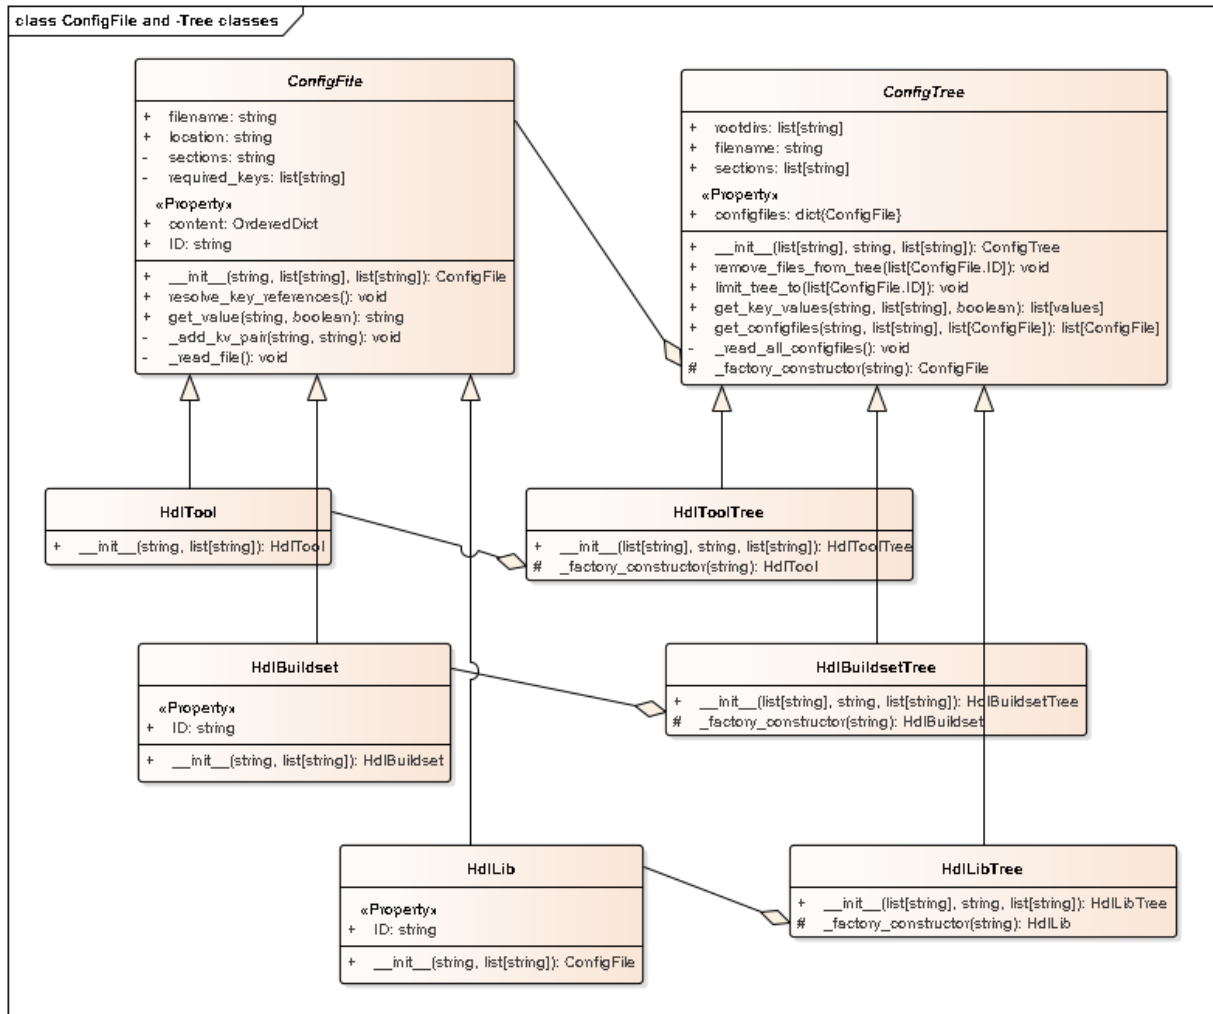 class ConfigFile and -Tree classes
ConfigFile
+ filename: string
+ location: string
- sections: string
- required_keys: list[string]
«Property»
+ content: OrderedDict
+ ID: string
+ __init__(string, list[string], list[string]): ConfigFile
+ resolve_key_references(): void
+ get_value(string, boolean): string
- _add_kv_pair(string, string): void
- _read_file(): void
ConfigTree
+ rootdirs: list[string]
+ filename: string
+ sections: list[string]
«Property»
+ configfiles: dict{ConfigFile}
+ __init__(list[string], string, list[string]): ConfigTree
+ remove_files_from_tree(list[ConfigFile.ID]): void
+ limit_tree_to(list[ConfigFile.ID]): void
+ get_key_values(string, list[string], boolean): list[values]
+ get_configfiles(string, list[string], list[ConfigFile]): list[ConfigFile]
- _read_all_configfiles(): void
# _factory_constructor(string): ConfigFile
HdlTool
+ __init__(string, list[string]): HdlTool
HdlToolTree
+ __init__(list[string], string, list[string]): HdlToolTree
# _factory_constructor(string): HdlTool
HdlBuildset
«Property»
+ ID: string
+ __init__(string, list[string]): HdlBuildset
HdlBuildsetTree
+ __init__(list[string], string, list[string]): HdlBuildsetTree
# _factory_constructor(string): HdlBuildset
HdlLib
«Property»
+ ID: string
+ __init__(string, list[string]): ConfigFile
HdlLibTree
+ __init__(list[string], string, list[string]): HdlLibTree
# _factory_constructor(string): HdlLib